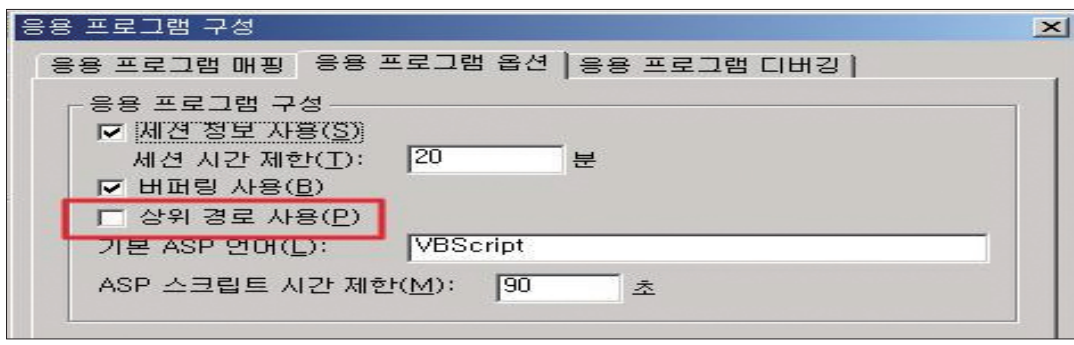 응용 프로그램 구성
응용 프로그램 매핑 응용 프로그램 옵션 응용 프로그램 디버깅
응용 프로그램 구성
세션 정보 사용(S)
세션 시간 제한(T): 20 분
버퍼링 사용(B)
상위 경로 사용(P)
기본 ASP 언어(L): VBScript
ASP 스크립트 시간 제한(M): 90 초